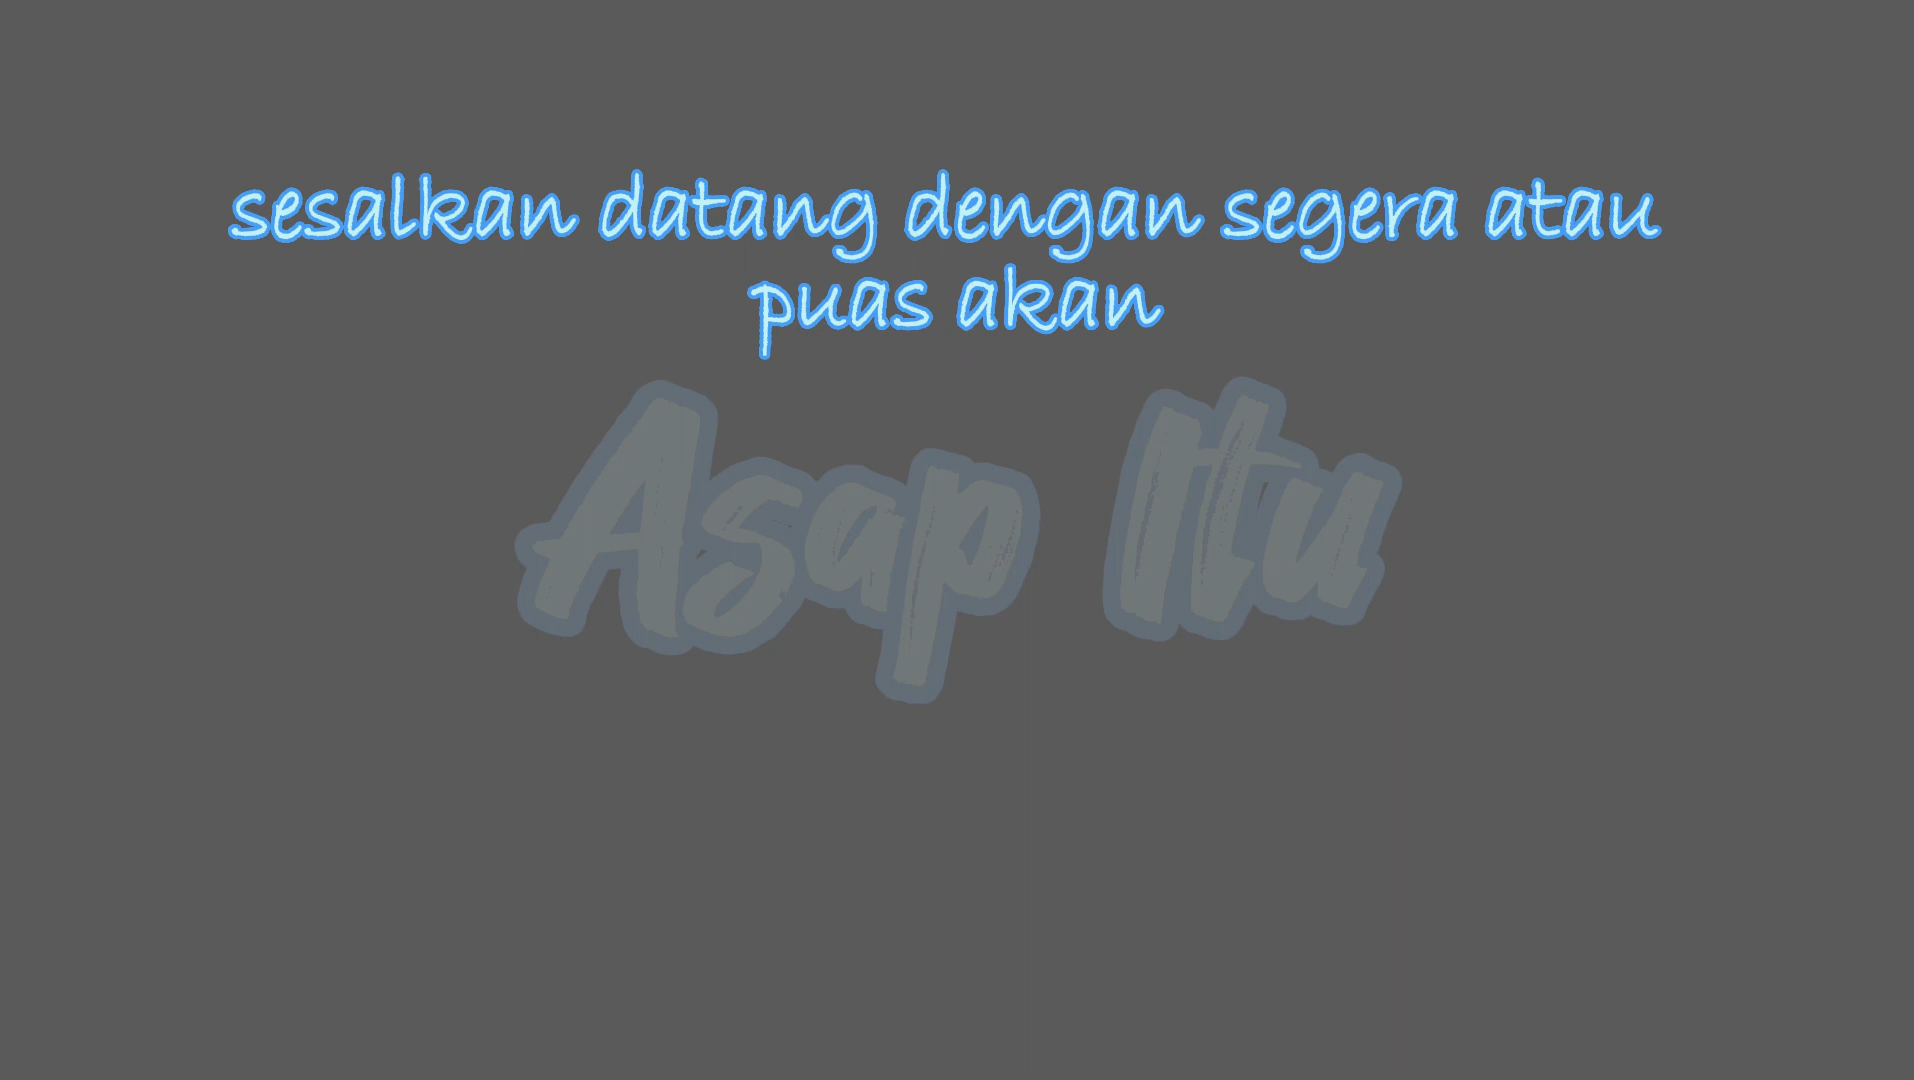 sesalkan datang dengan segera atau
puas akan
Asap Itu